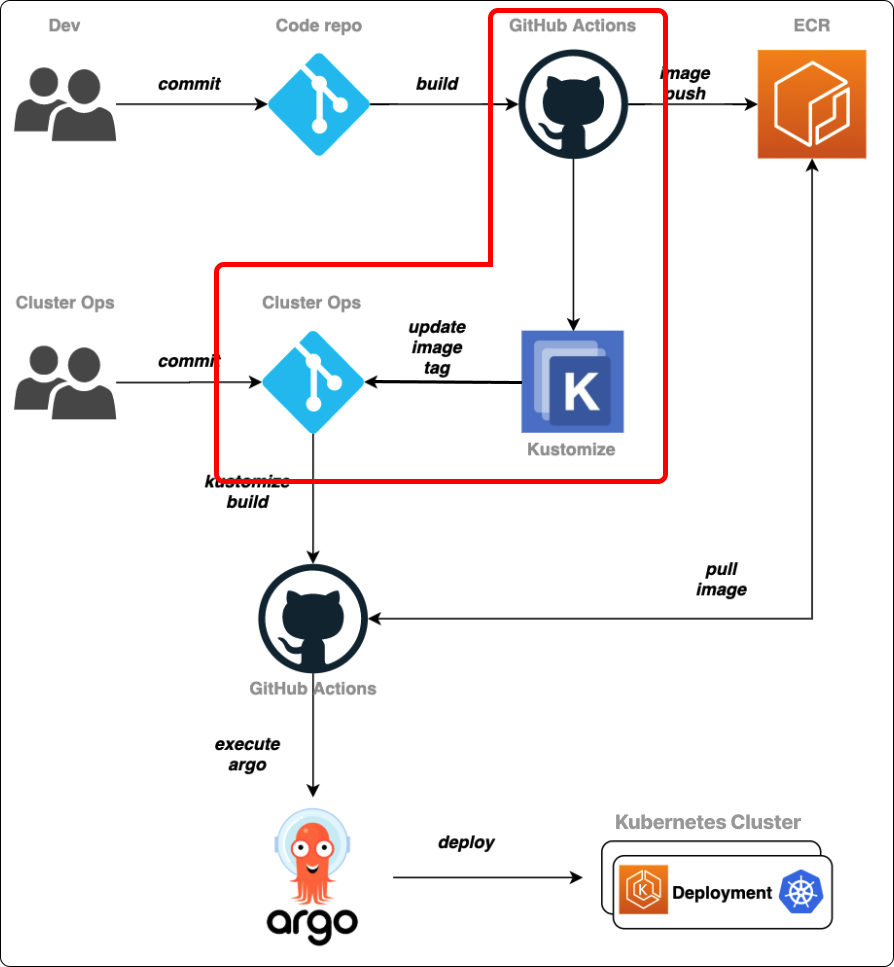 Dev
Code repo
GitHub Actions
ECR
commit
build
image
push
Cluster Ops
Cluster Ops
commit
update
image
tag
K
Kustomize
kustomize
build
pull
image
GitHub Actions
execute
argo
argo
deploy
Kubernetes Cluster
K
Deployment